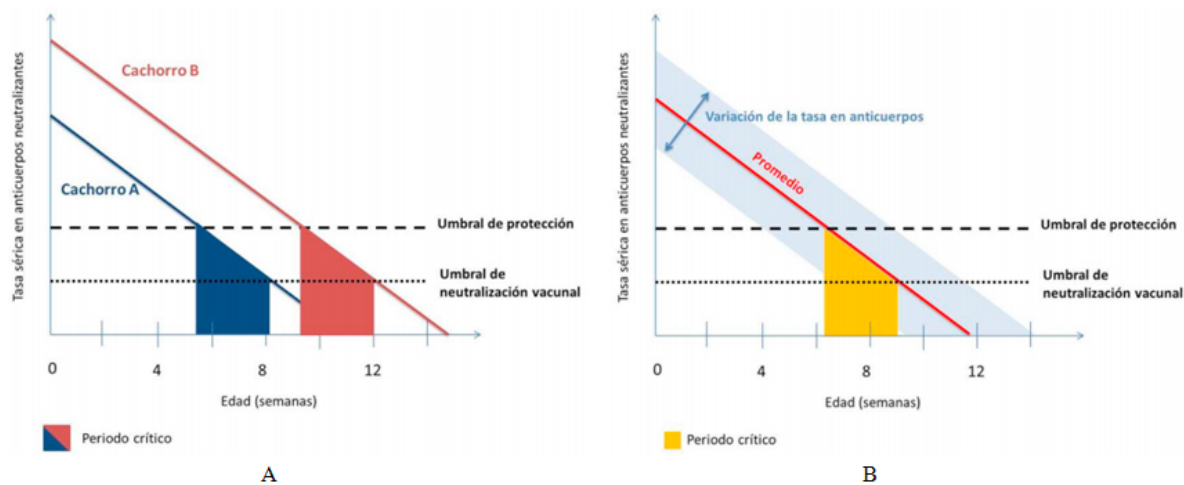 Tasa sérica en anticuerpos neutralizantes
Cachorro B
Cachorro A
Umbral de protección
Umbral de
neutralización vacunal
0 4 8 12
Edad (semanas)
Periodo crítico
A
Tasa sérica en anticuerpos neutralizantes
Variación de la tasa en anticuerpos
Promedio
Umbral de protección
Umbral de
neutralización vacunal
0 4 8 12
Edad (semanas)
Periodo crítico
B